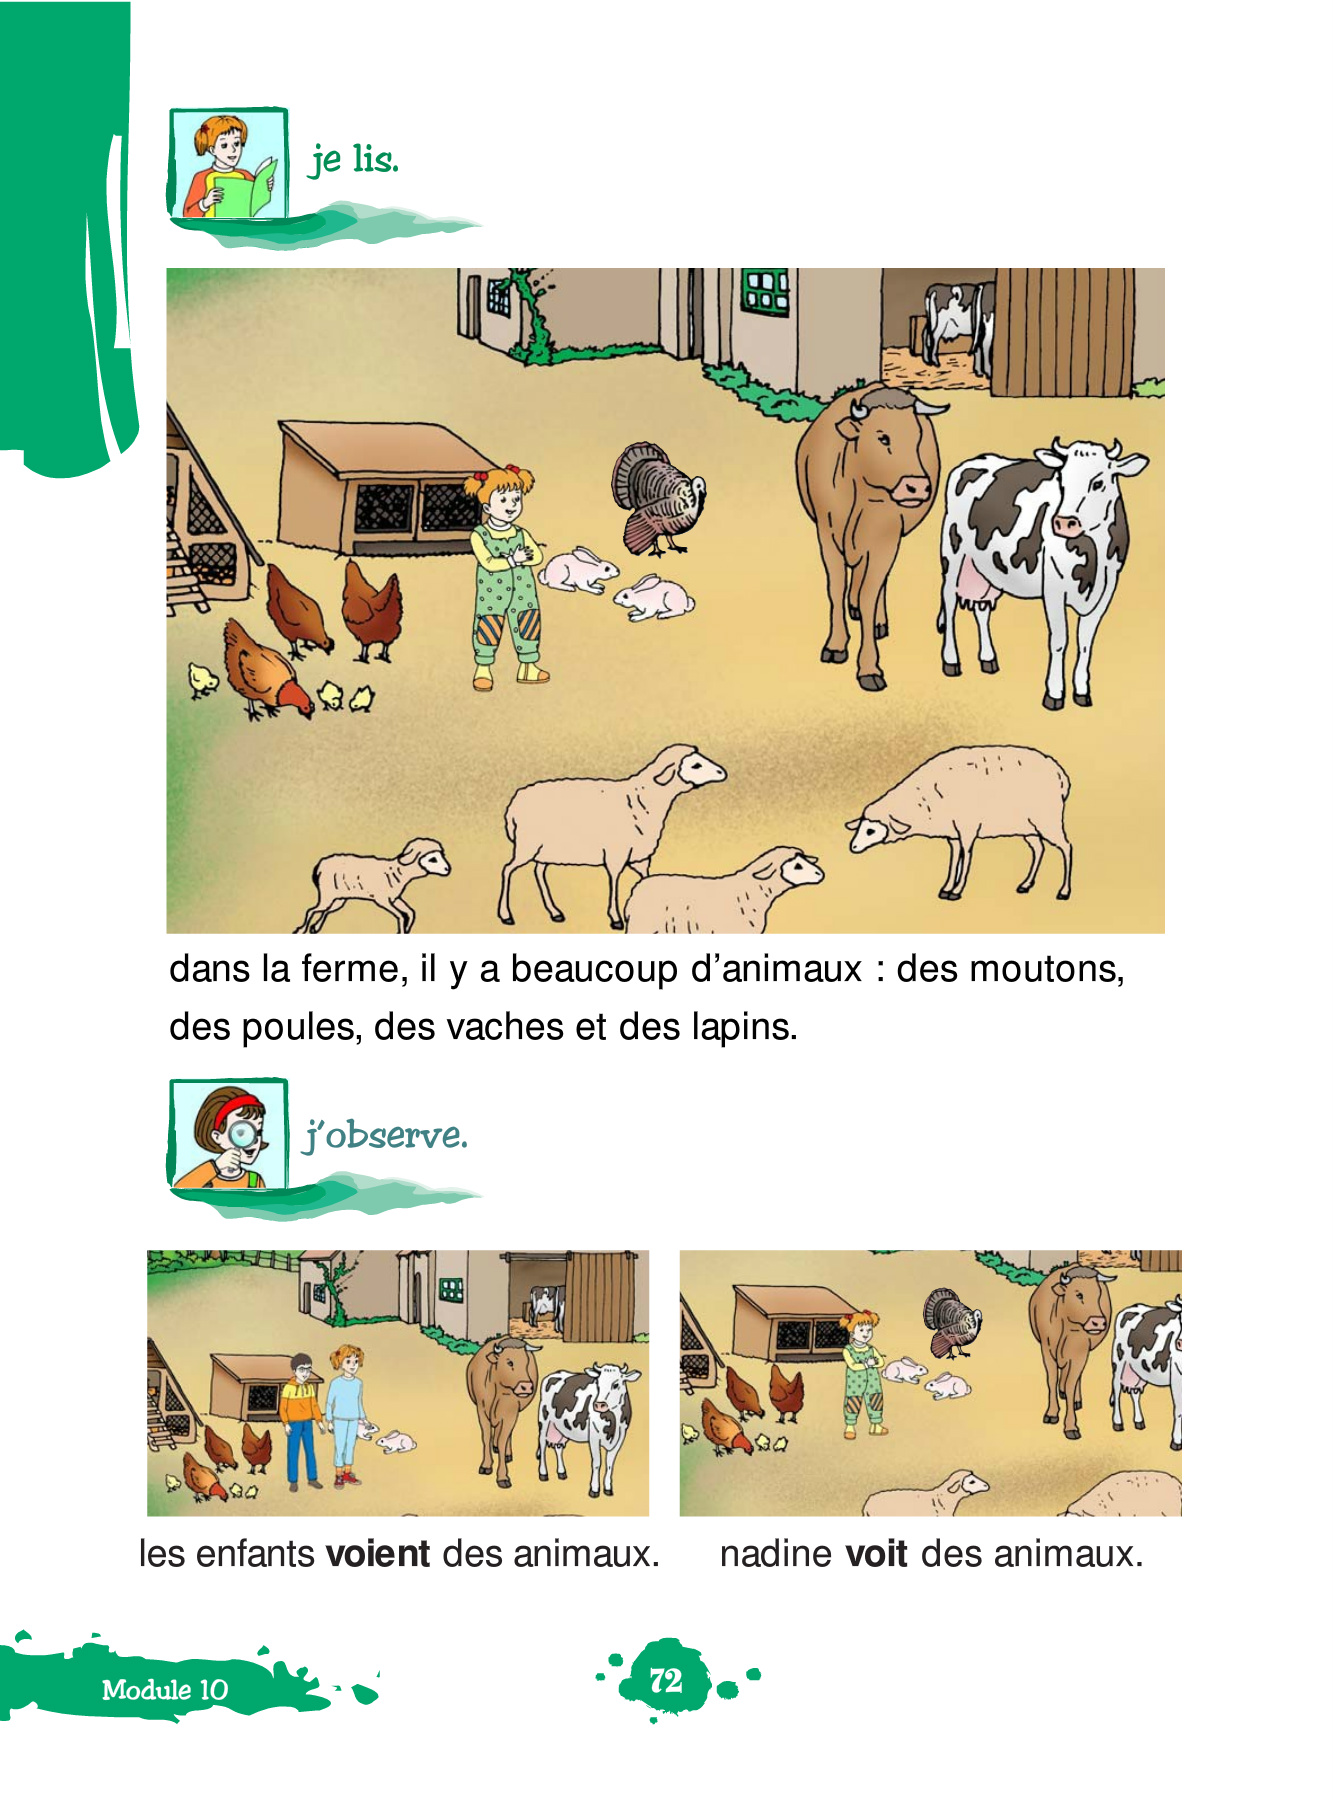 je lis.
dans la ferme, il y a beaucoup d’animaux : des moutons,
des poules, des vaches et des lapins.
j’observe.
les enfants voient des animaux.
nadine voit des animaux.
Module 10
72